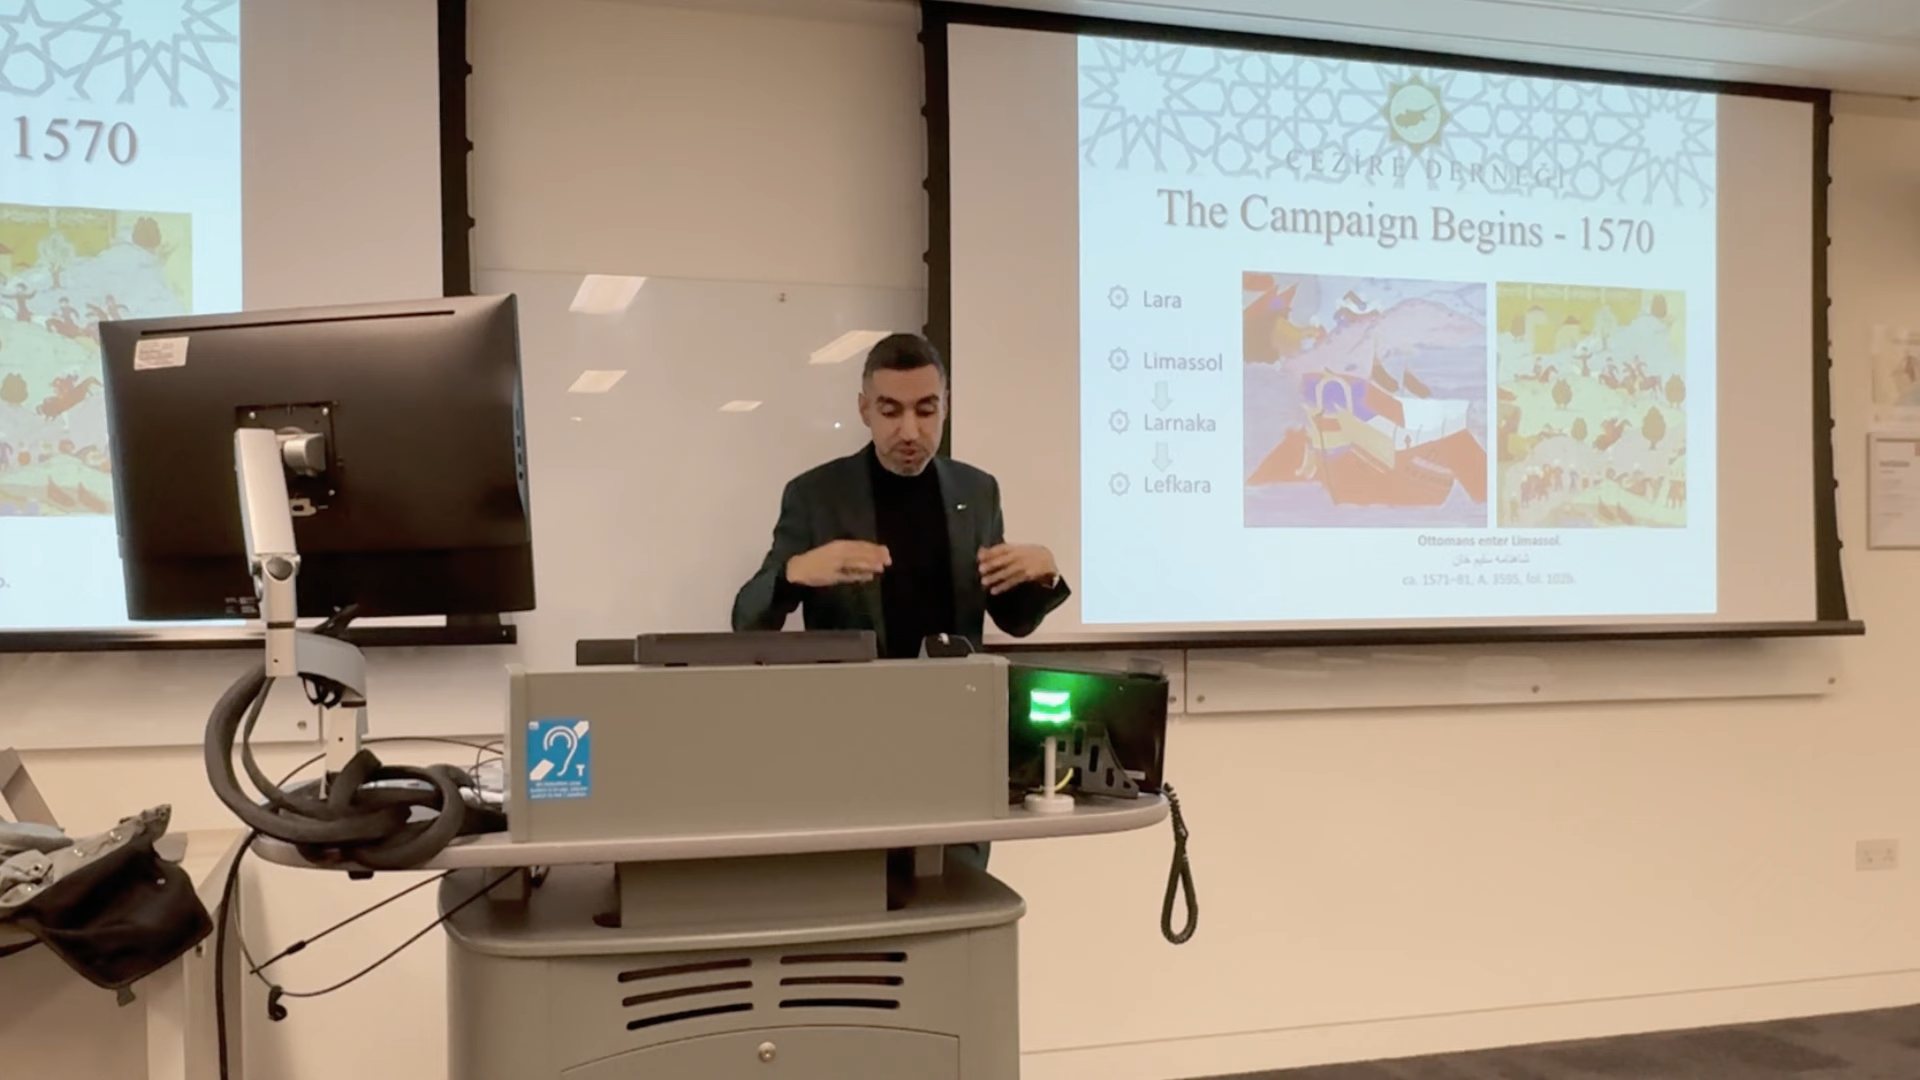 1570
CEZİRE DERNEĞİ
The Campaign Begins - 1570
Lara
Limassol
Larnaka
Lefkara
Ottomans enter Limassol.
شاهنامه سليم خان
ca. 1571-81, A. 3595, fol. 102b.
T